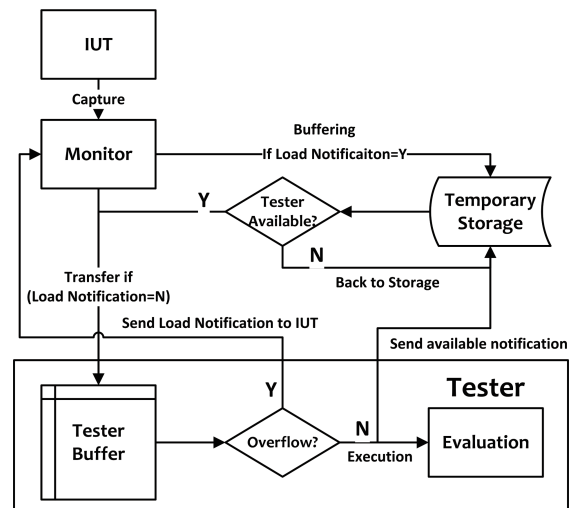 IUT
Capture
Monitor
Buffering
If Load Notificaiton=Y
Temporary
Storage
Tester
Available?
Y
N
Back to Storage
Transfer if
(Load Notification=N)
Send Load Notification to IUT
Send available notification
Tester
Tester
Buffer
Y
Overflow?
N
Execution
Evaluation